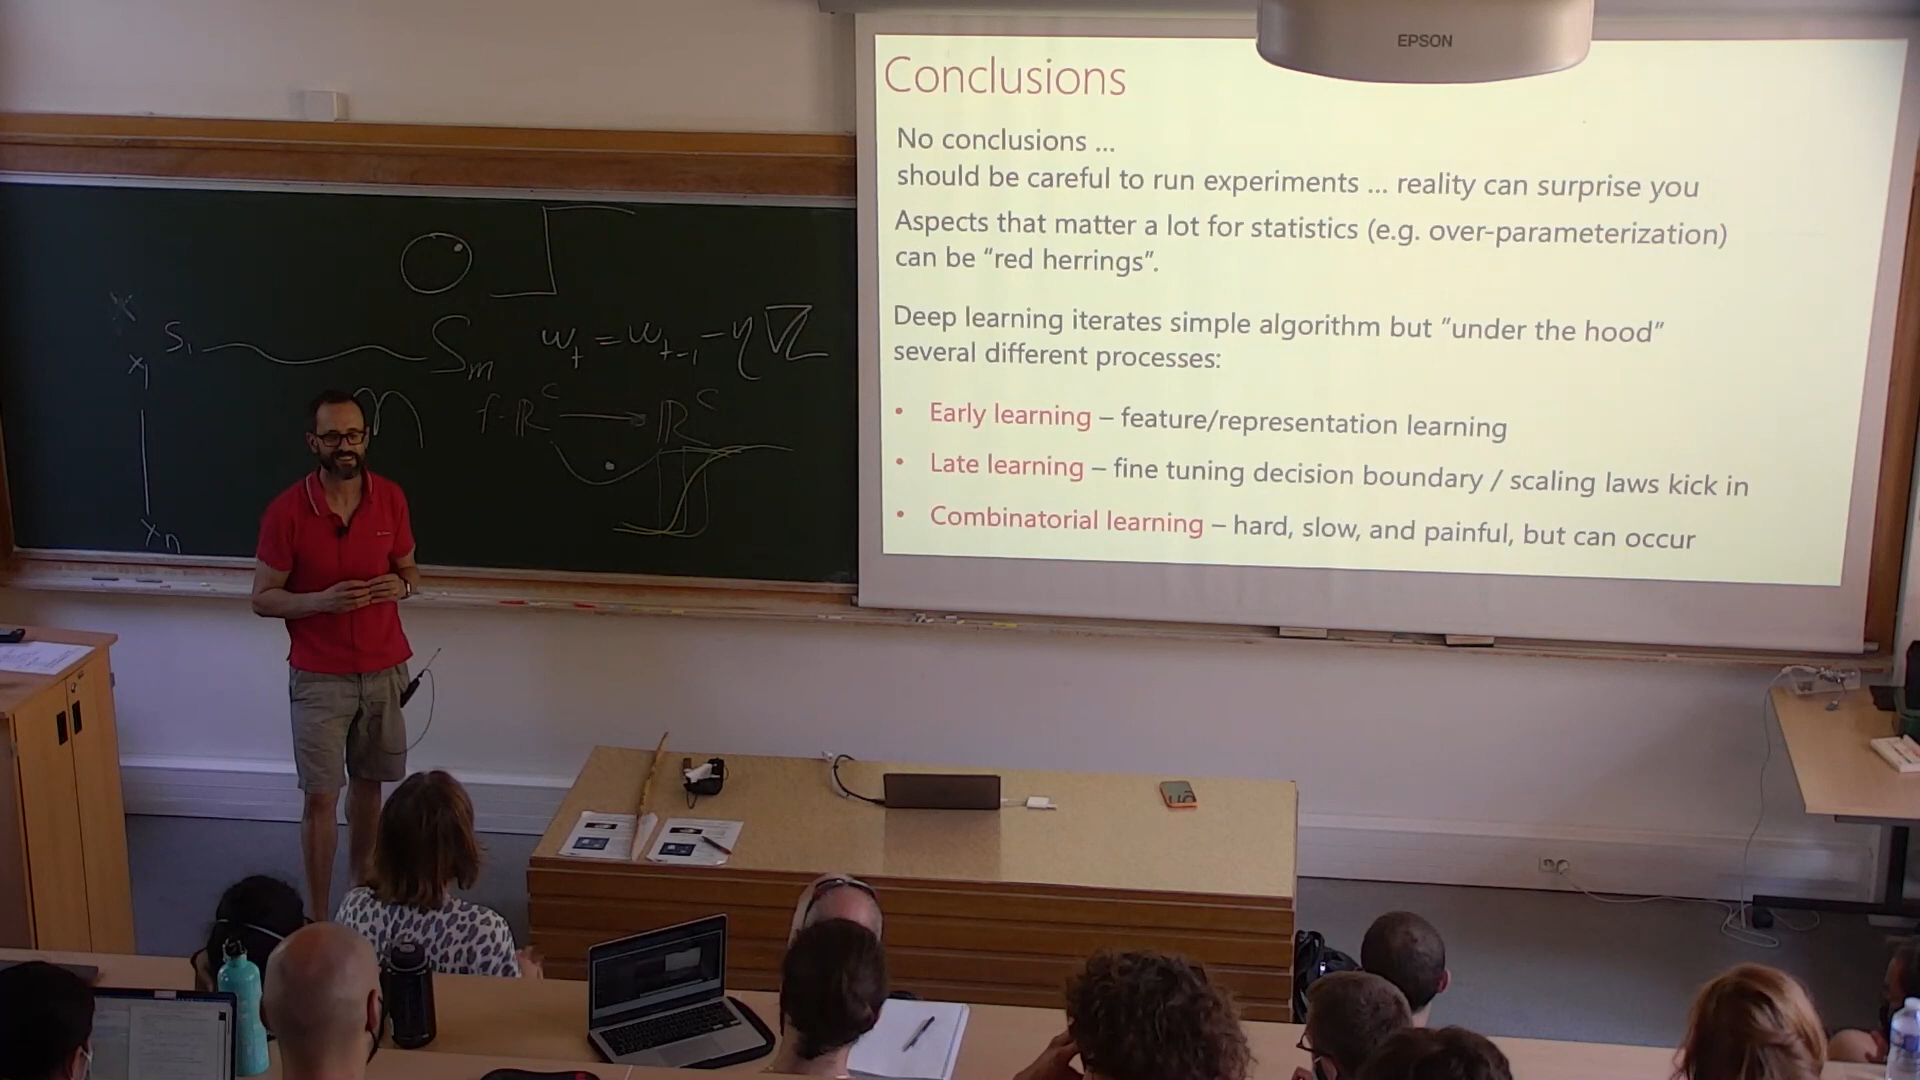 EPSON
Conclusions
No conclusions ...
should be careful to run experiments ... reality can surprise you
Aspects that matter a lot for statistics (e.g. over-parameterization)
can be “red herrings”.
Deep learning iterates simple algorithm but “under the hood”
several different processes:
• Early learning – feature/representation learning
• Late learning – fine tuning decision boundary / scaling laws kick in
• Combinatorial learning – hard, slow, and painful, but can occur
S₁ Sₘ
wₜ = wₜ₋₁ - η∇L
x₁
n
f: ℝᶜ → ℝᶜ
xₙ